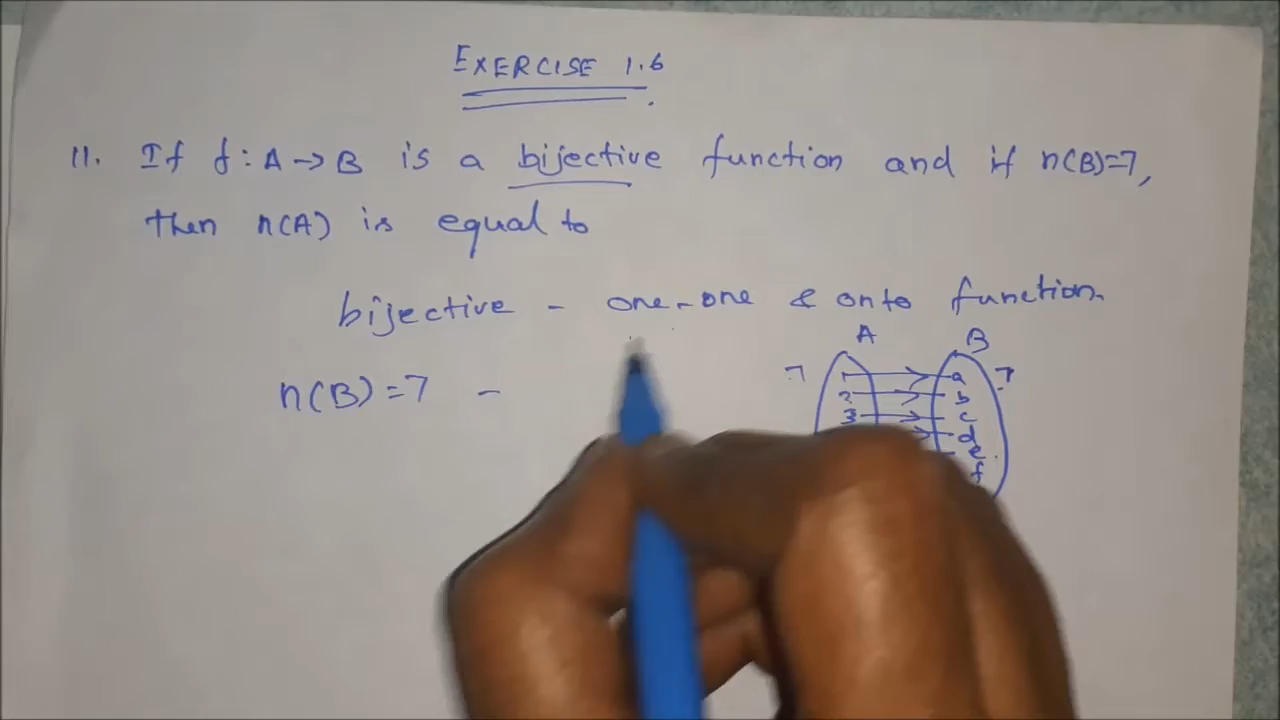 EXERCISE 1.6
11. If f: A → B is a bijective function and if n(B)=7,
then n(A) is equal to
bijective - one-one & onto function.
A B
n(B) = 7 -
7 1 a 7
2 b
3 c
d
e
f